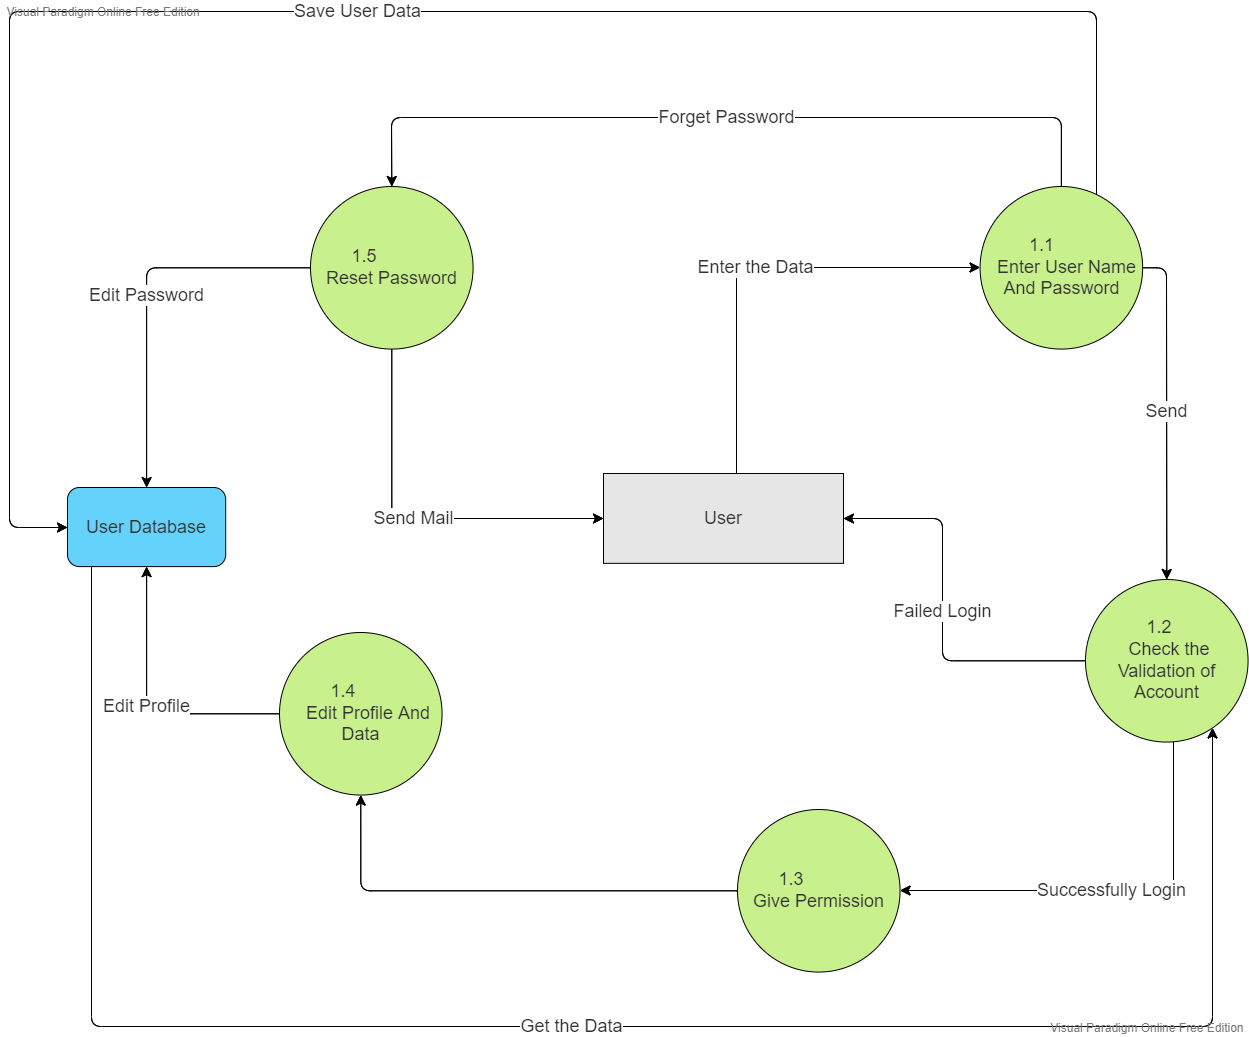 Visual Paradigm Online Free Edition
Save User Data
Forget Password
1.5
Reset Password
1.1
Enter User Name
And Password
Enter the Data
Edit Password
Send
User Database
Send Mail
User
Failed Login
1.2
Check the
Validation of
Account
1.4
Edit Profile And
Data
Edit Profile
1.3
Give Permission
Successfully Login
Get the Data
Visual Paradigm Online Free Edition